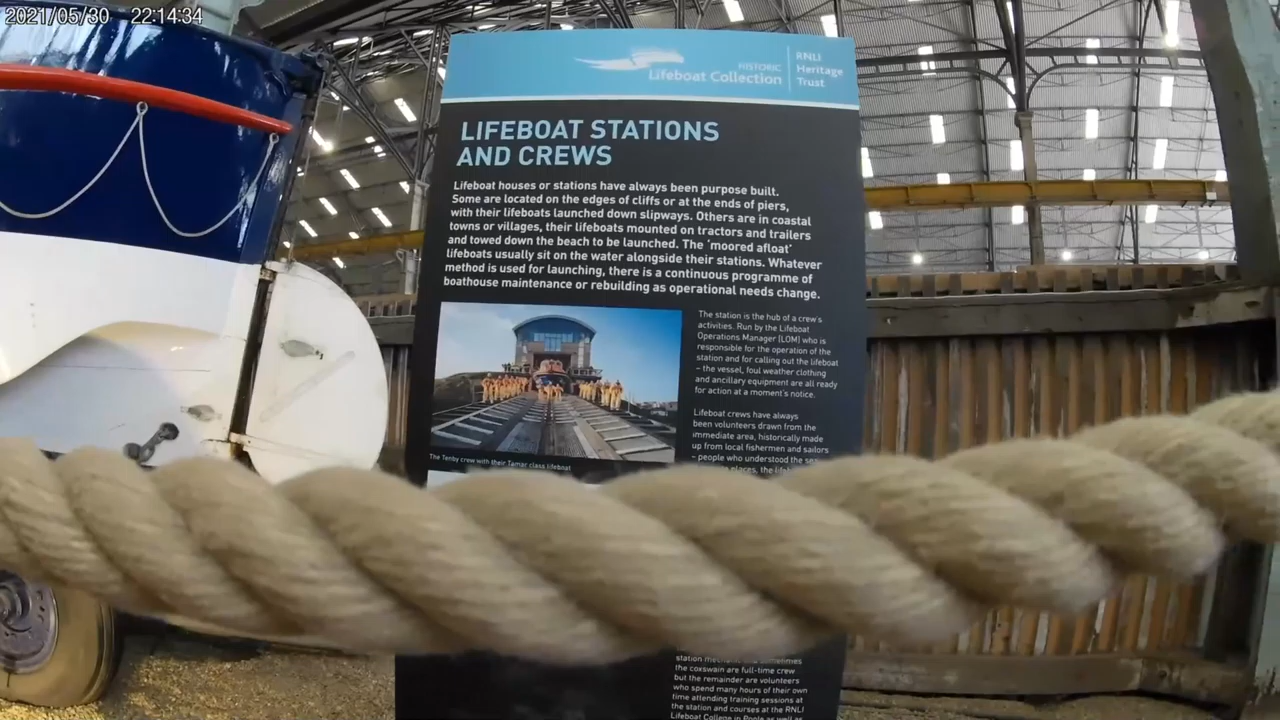 2021/05/30 22:14:34
HISTORIC
Lifeboat Collection
RNLI
Heritage
Trust
LIFEBOAT STATIONS
AND CREWS
Lifeboat houses or stations have always been purpose built.
Some are located on the edges of cliffs or at the ends of piers,
with their lifeboats launched down slipways. Others are in coastal
towns or villages, their lifeboats mounted on tractors and trailers
and towed down the beach to be launched. The 'moored afloat'
lifeboats usually sit on the water alongside their stations. Whatever
method is used for launching, there is a continuous programme of
boathouse maintenance or rebuilding as operational needs change.
The station is the hub of a crew's
activities. Run by the Lifeboat
Operations Manager (LOM) who is
responsible for the operation of the
station and for calling out the lifeboat
– the vessel, foul weather clothing
and ancillary equipment are all ready
for action at a moment's notice.
Lifeboat crews have always
been volunteers drawn from the
immediate area, historically made
up from local fishermen and sailors
– people who understood the
places, the
The Tenby crew with their Tamar class lifeboat
station sometimes
the coxswain are full-time crew
but the remainder are volunteers
who spend many hours of their own
time attending training sessions at
the station and courses at the RNLI
Lifeboat College in Poole as well as